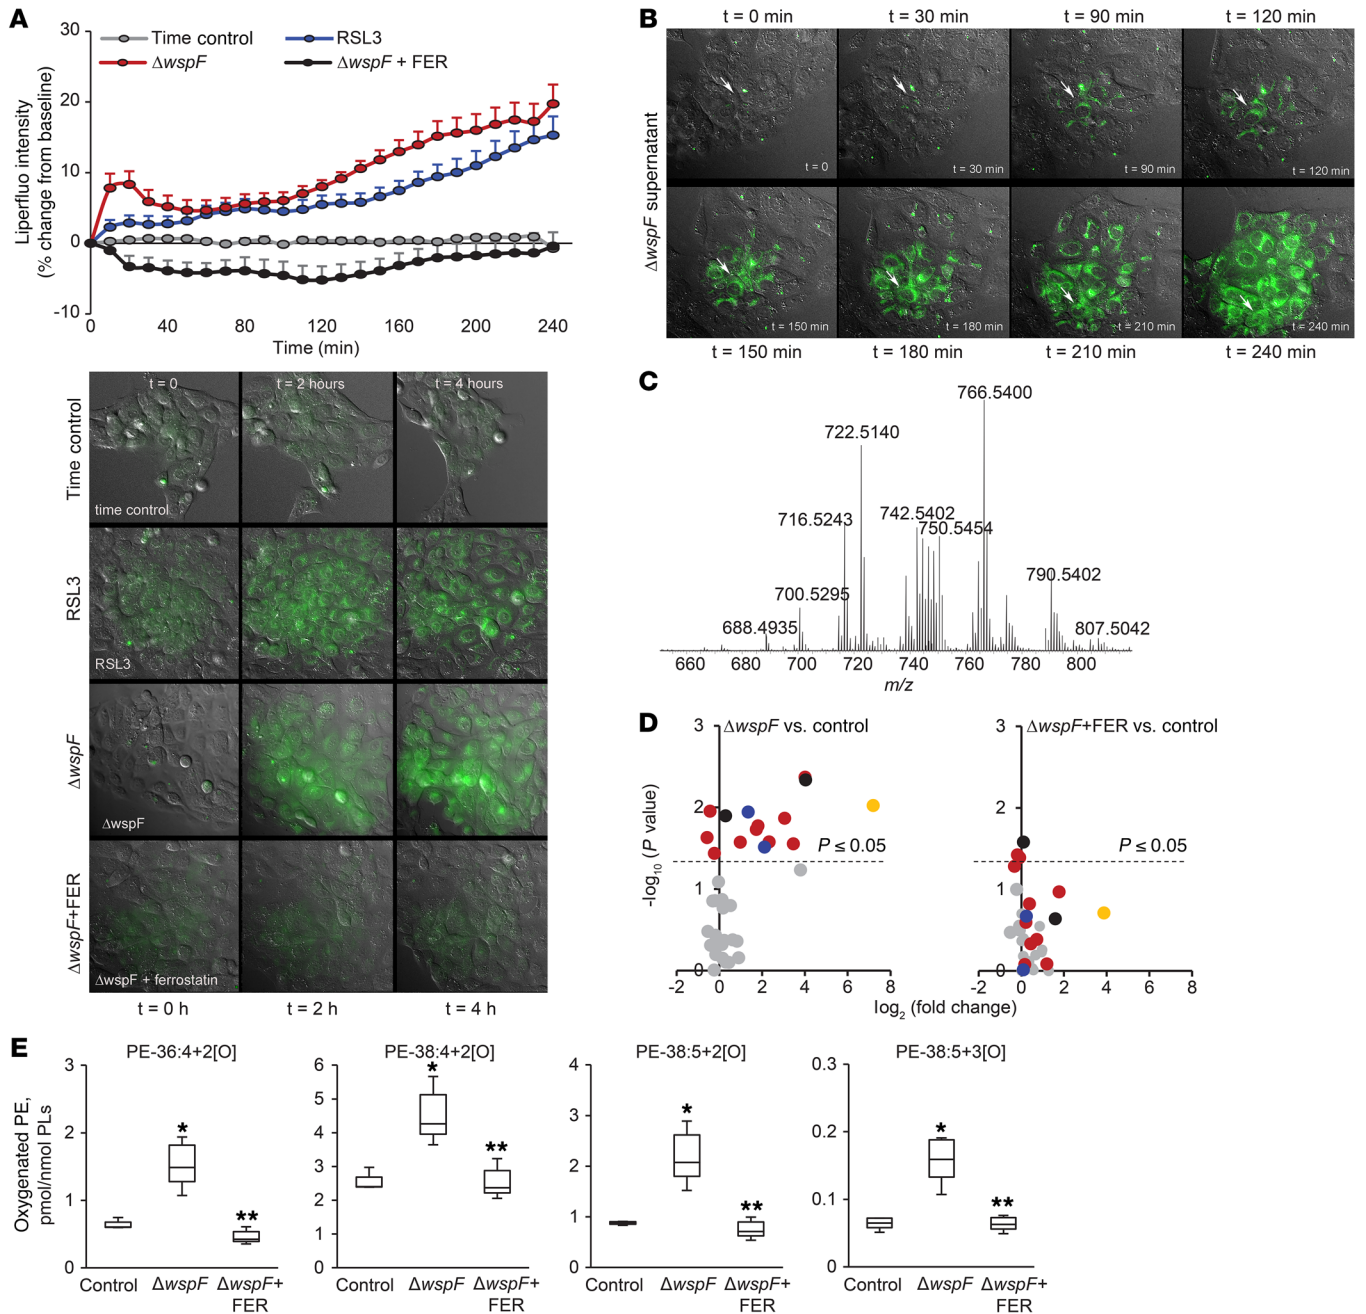 A
30
20
10
0
-10
Liperfluo intensity
(% change from baseline)
Time control
RSL3
ΔwspF
ΔwspF + FER
0
40
80
120
160
200
240
Time (min)
t = 0
t = 2 hours
t = 4 hours
Time control
time control
RSL3
RSL3
ΔwspF
ΔwspF
ΔwspF+FER
ΔwspF + ferrostatin
t = 0 h
t = 2 h
t = 4 h
B
t = 0 min
t = 30 min
t = 90 min
t = 120 min
ΔwspF supernatant
t = 0
t = 30 min
t = 90 min
t = 120 min
t = 150 min
t = 180 min
t = 210 min
t = 240 min
t = 150 min
t = 180 min
t = 210 min
t = 240 min
C
766.5400
722.5140
716.5243
742.5402
750.5454
700.5295
790.5402
688.4935
807.5042
660
680
700
720
740
760
780
800
m/z
D
ΔwspF vs. control
3
2
1
0
-log10 (P value)
P ≤ 0.05
-2
0
2
4
6
8
ΔwspF+FER vs. control
3
2
1
0
P ≤ 0.05
-2
0
2
4
6
8
log2 (fold change)
E
Oxygenated PE,
pmol/nmol PLs
PE-36:4+2[O]
3
2
1
0
*
**
Control
ΔwspF
ΔwspF+
FER
PE-38:4+2[O]
6
5
4
3
2
1
0
*
**
Control
ΔwspF
ΔwspF+
FER
PE-38:5+2[O]
4
3
2
1
0
*
**
Control
ΔwspF
ΔwspF+
FER
PE-38:5+3[O]
0.3
0.2
0.1
0
*
**
Control
ΔwspF
ΔwspF+
FER